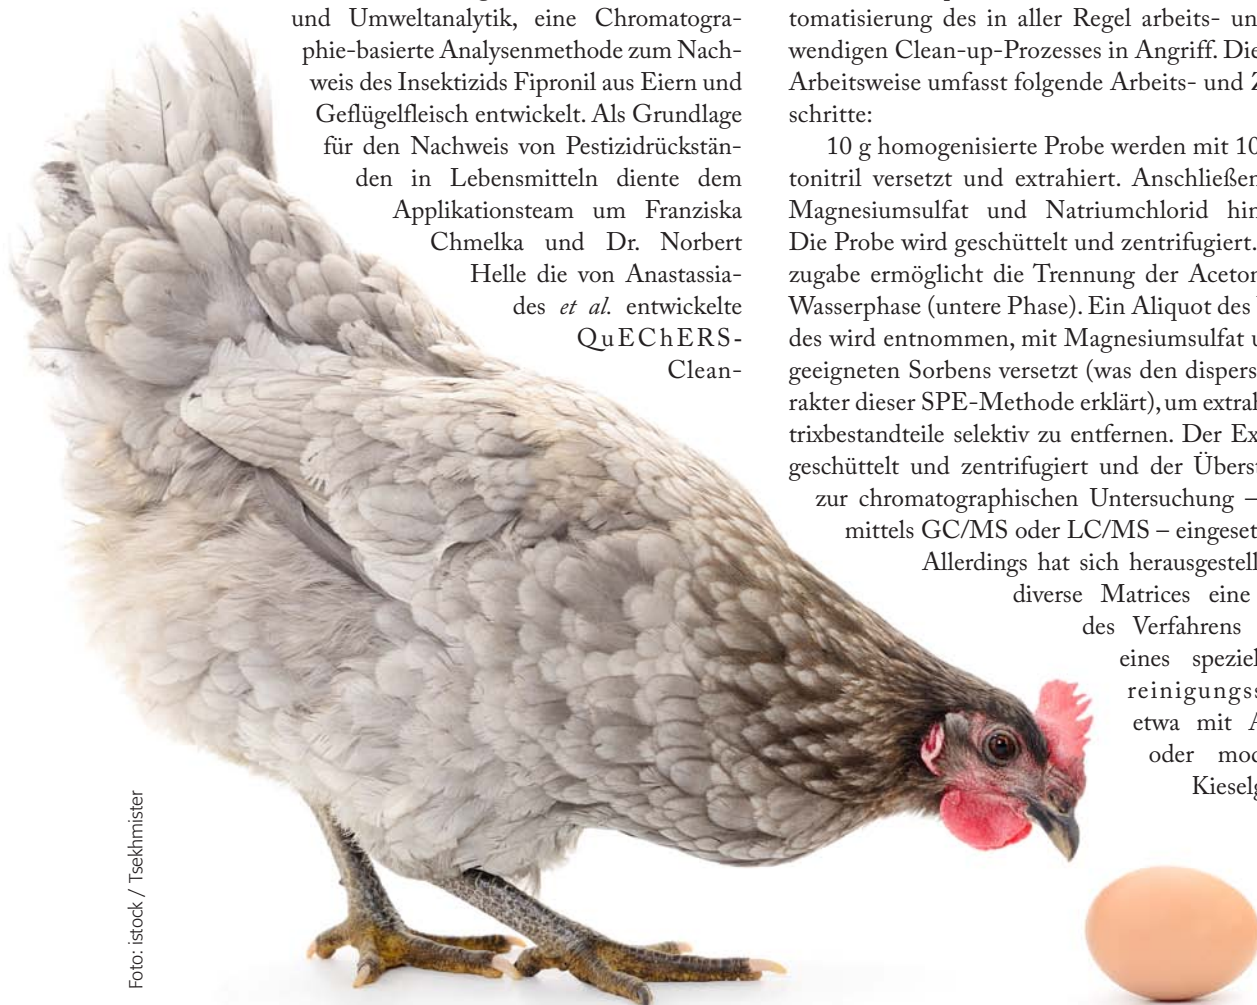 und Umweltanalytik, eine Chromatogra-
phie-basierte Analysenmethode zum Nach-
weis des Insektizids Fipronil aus Eiern und
Geflügelfleisch entwickelt. Als Grundlage
für den Nachweis von Pestizidrückstän-
den in Lebensmitteln diente dem
Applikationsteam um Franziska
Chmelka und Dr. Norbert
Helle die von Anastassia-
des et al. entwickelte
QuEChERS-
Clean-
tomatisierung des in aller Regel arbeits- un
wendigen Clean-up-Prozesses in Angriff. Die
Arbeitsweise umfasst folgende Arbeits- und Z
schritte:
10 g homogenisierte Probe werden mit 10
tonitril versetzt und extrahiert. Anschließen
Magnesiumsulfat und Natriumchlorid hin
Die Probe wird geschüttelt und zentrifugiert.
zugabe ermöglicht die Trennung der Aceton
Wasserphase (untere Phase). Ein Aliquot des
des wird entnommen, mit Magnesiumsulfat u
geeigneten Sorbens versetzt (was den dispers
rakter dieser SPE-Methode erklärt), um extrah
trixbestandteile selektiv zu entfernen. Der Ex
geschüttelt und zentrifugiert und der Überst
zur chromatographischen Untersuchung –
mittels GC/MS oder LC/MS – eingeset
Allerdings hat sich herausgestell
diverse Matrices eine
des Verfahrens
eines speziel
reinigungss
etwa mit A
oder mod
Kieselg
Foto: istock / Tsekhmister